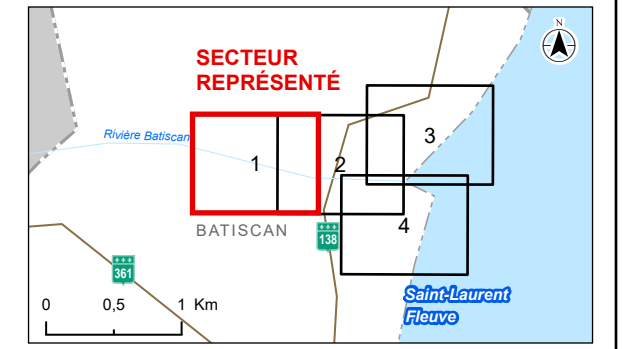 N
SECTEUR
REPRÉSENTÉ
3
Rivière Batiscan
1
2
BATISCAN
138
4
361
0 0,5 1 Km
Saint-Laurent
Fleuve